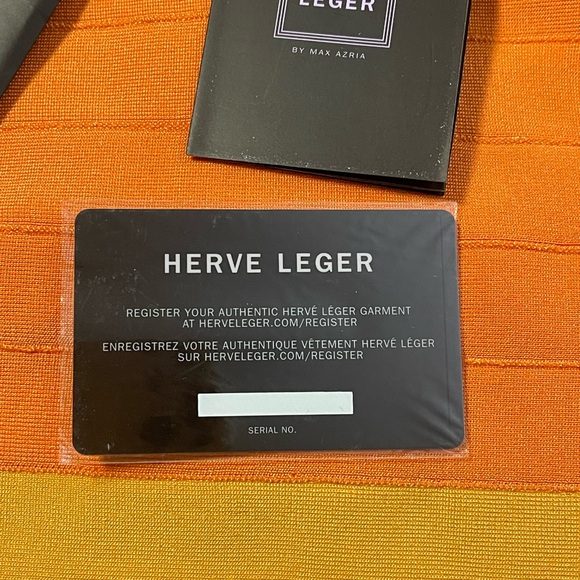 LEGER
BY MAX AZRIA
HERVE LEGER
REGISTER YOUR AUTHENTIC HERVÉ LÉGER GARMENT
AT HERVELEGER.COM/REGISTER
ENREGISTREZ VOTRE AUTHENTIQUE VÊTEMENT HERVÉ LÉGER
SUR HERVELEGER.COM/REGISTER
SERIAL NO.